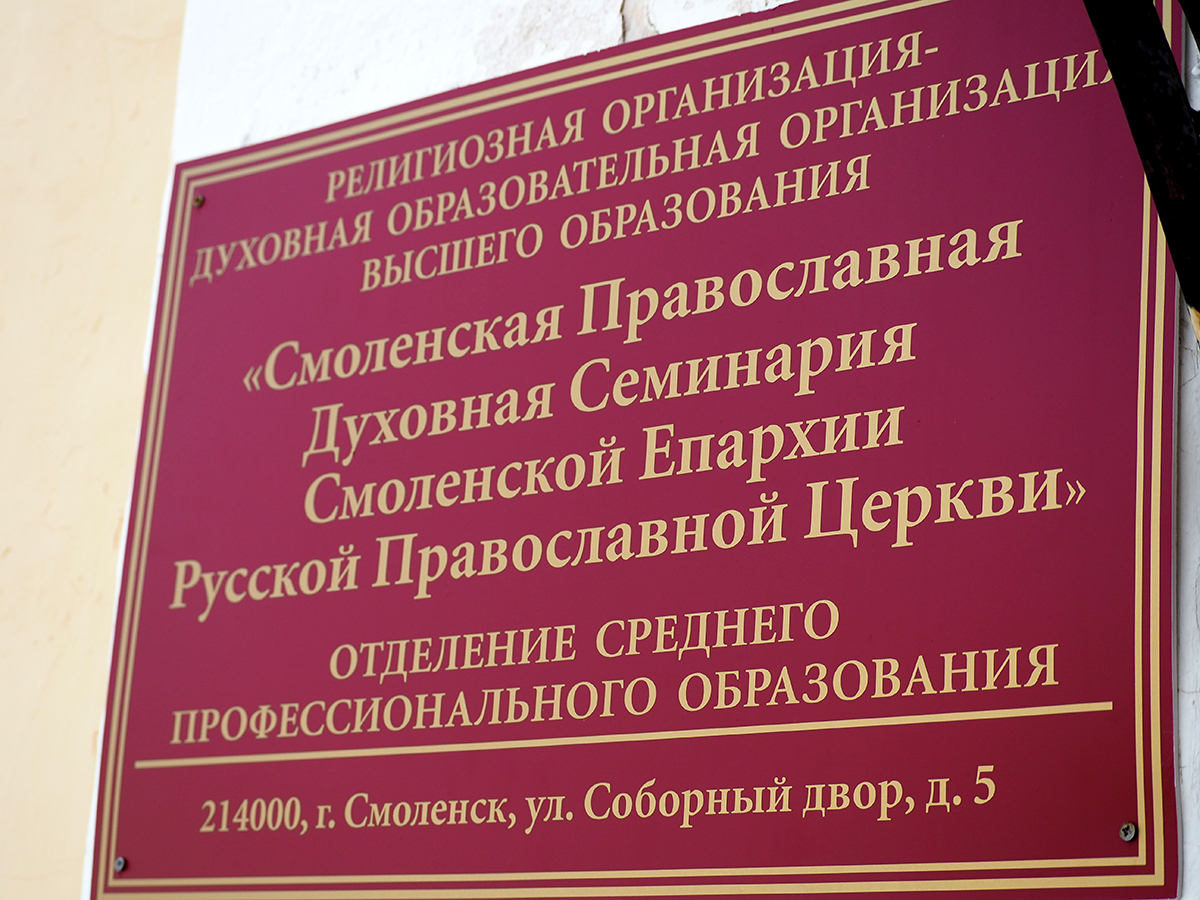 РЕЛИГИОЗНАЯ ОРГАНИЗАЦИЯ-
ДУХОВНАЯ ОБРАЗОВАТЕЛЬНАЯ ОРГАНИЗАЦИЯ
ВЫСШЕГО ОБРАЗОВАНИЯ
«Смоленская Православная
Духовная Семинария
Смоленской Епархии
Русской Православной Церкви»
ОТДЕЛЕНИЕ СРЕДНЕГО
ПРОФЕССИОНАЛЬНОГО ОБРАЗОВАНИЯ
214000, г. Смоленск, ул. Соборный двор, д. 5